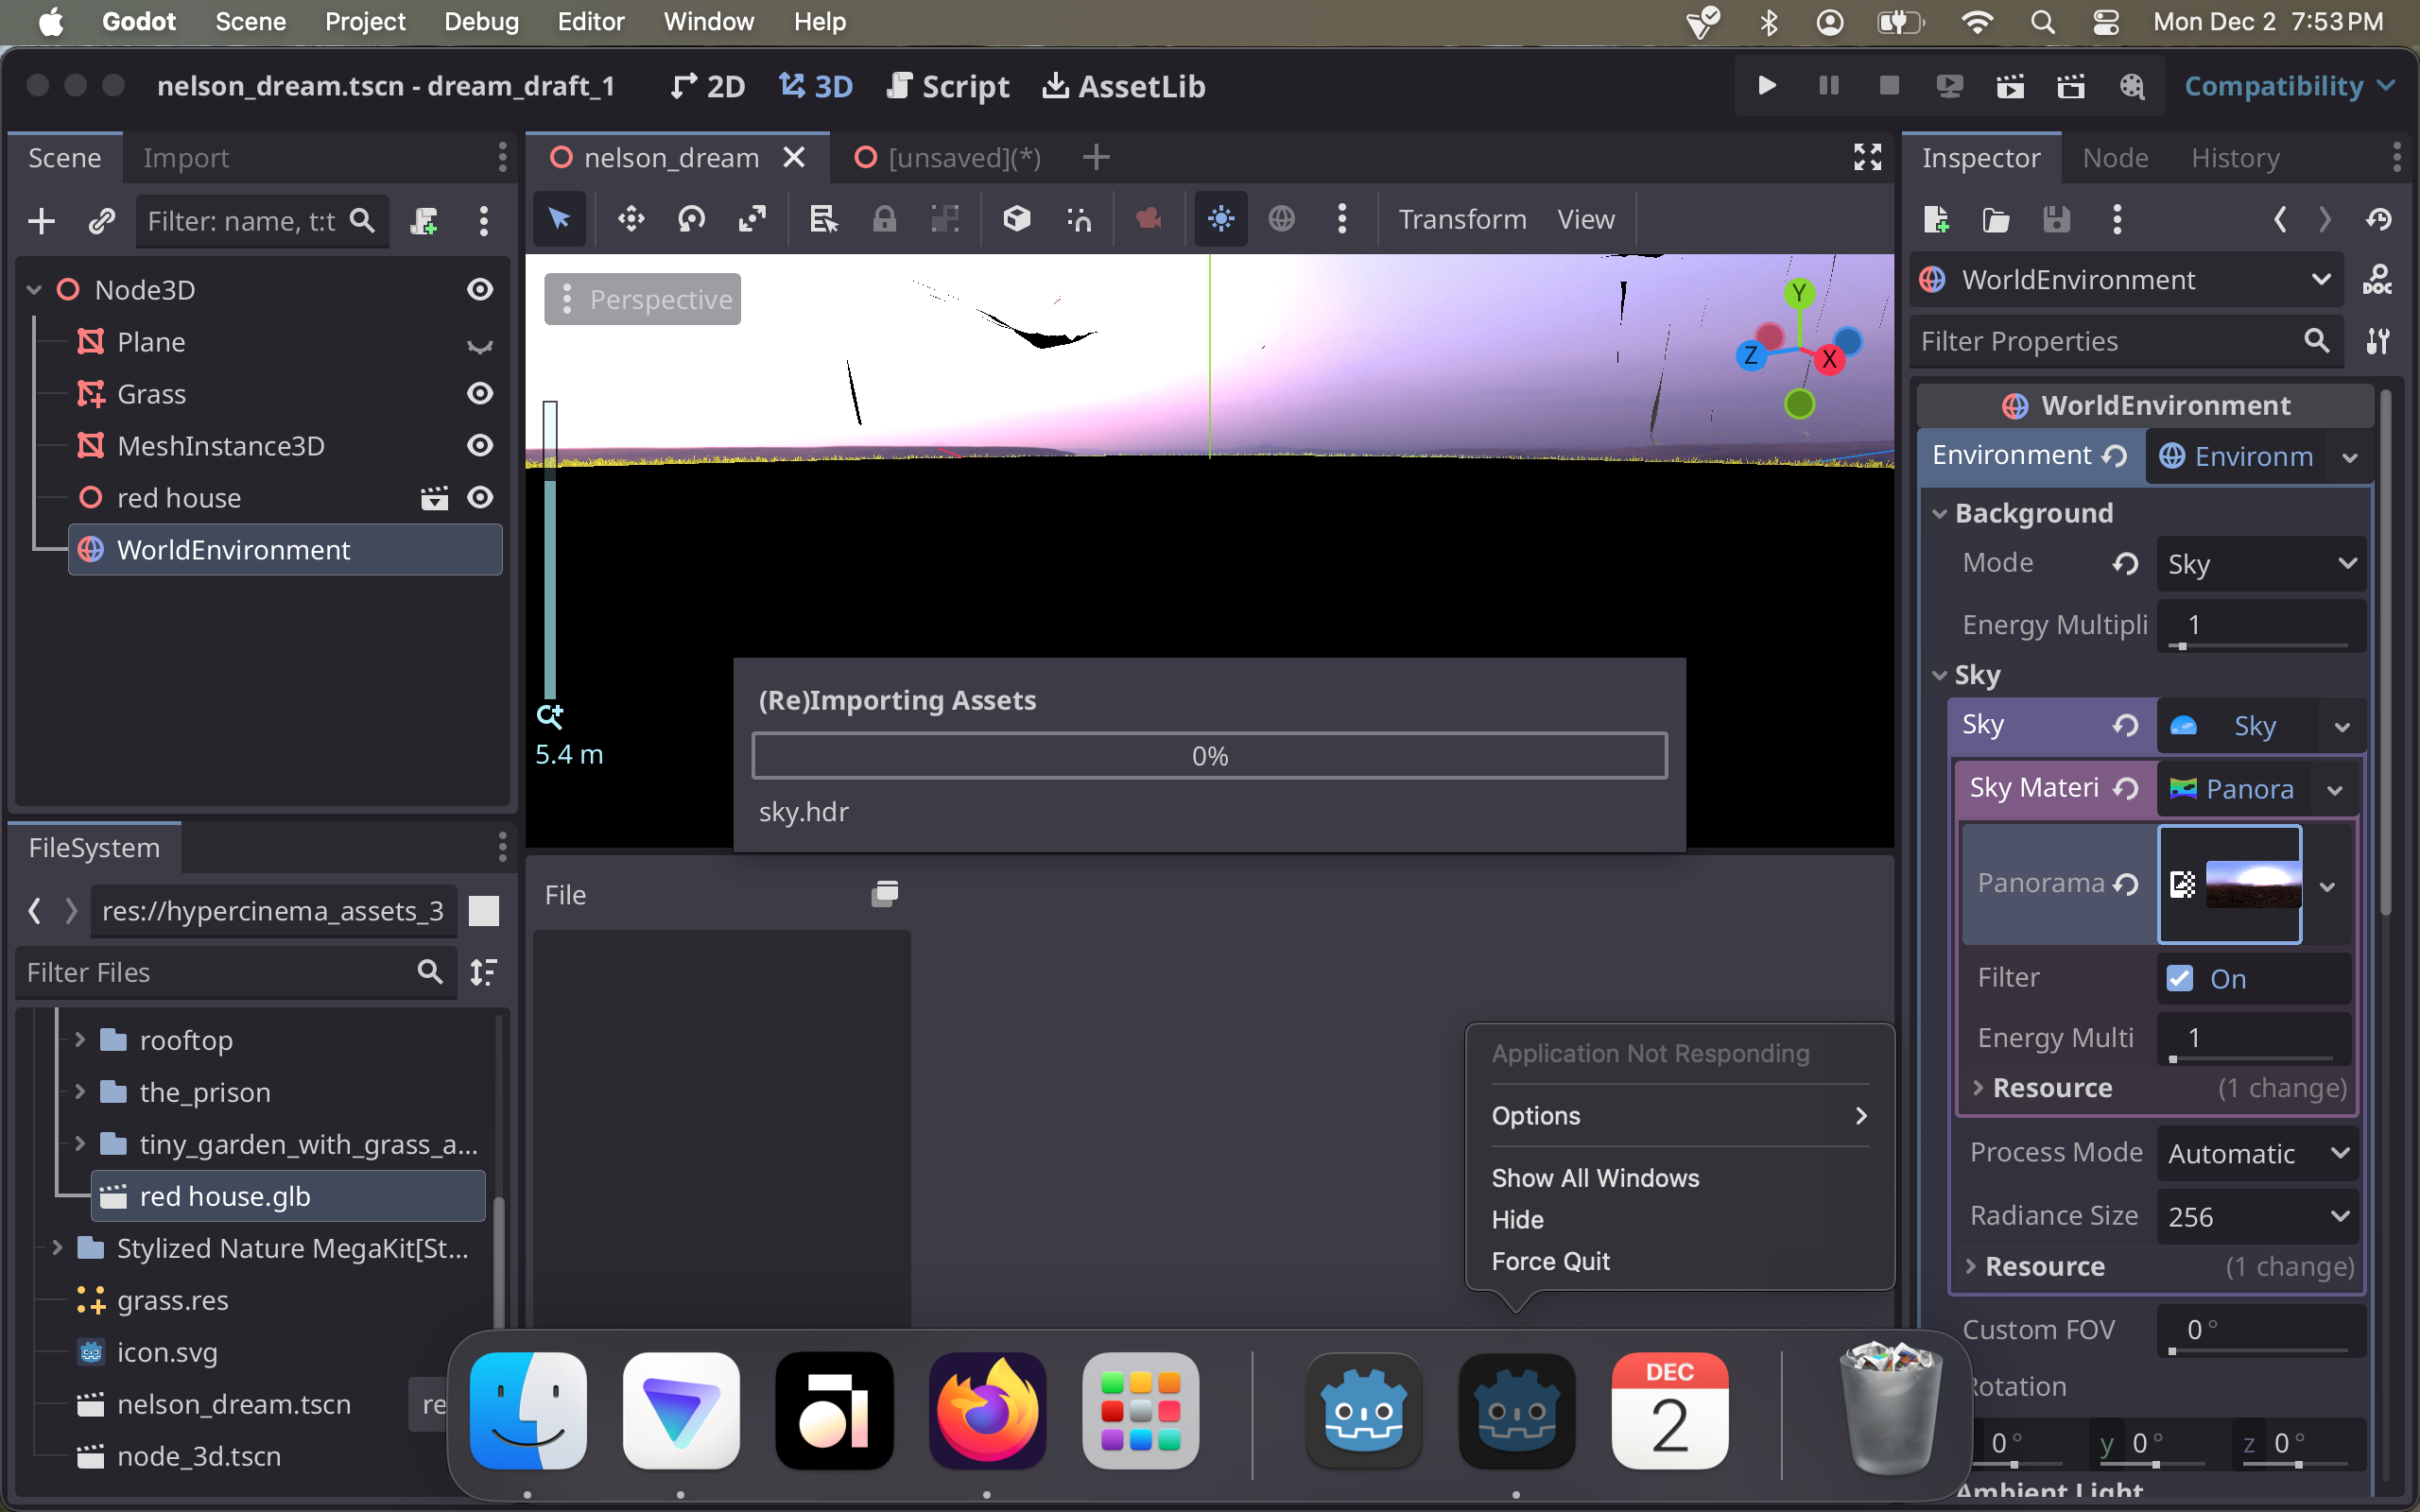 Godot Scene Project Debug Editor Window Help Mon Dec 2 7:53 PM
nelson_dream.tscn - dream_draft_1 2D 3D Script AssetLib Compatibility
Scene Import
nelson_dream [unsaved](*)
Inspector Node History
Filter: name, t:t
Transform View
WorldEnvironment
Filter Properties
Node3D
Plane
Grass
MeshInstance3D
red house
WorldEnvironment
Perspective
Y
Z
X
5.4 m
(Re)Importing Assets
0%
sky.hdr
WorldEnvironment
Environment Environm
Background
Mode Sky
Energy Multipli 1
Sky
Sky Sky
Sky Materi Panora
Panorama
Filter On
Energy Multi 1
Resource (1 change)
Process Mode Automatic
Radiance Size 256
Resource (1 change)
Custom FOV 0°
Rotation
0° y 0° z 0°
Ambient Light
FileSystem
res://hypercinema_assets_3
Filter Files
rooftop
the_prison
tiny_garden_with_grass_a...
red house.glb
Stylized Nature MegaKit[St...
grass.res
icon.svg
nelson_dream.tscn
node_3d.tscn
File
re
Application Not Responding
Options
Show All Windows
Hide
Force Quit
DEC
2